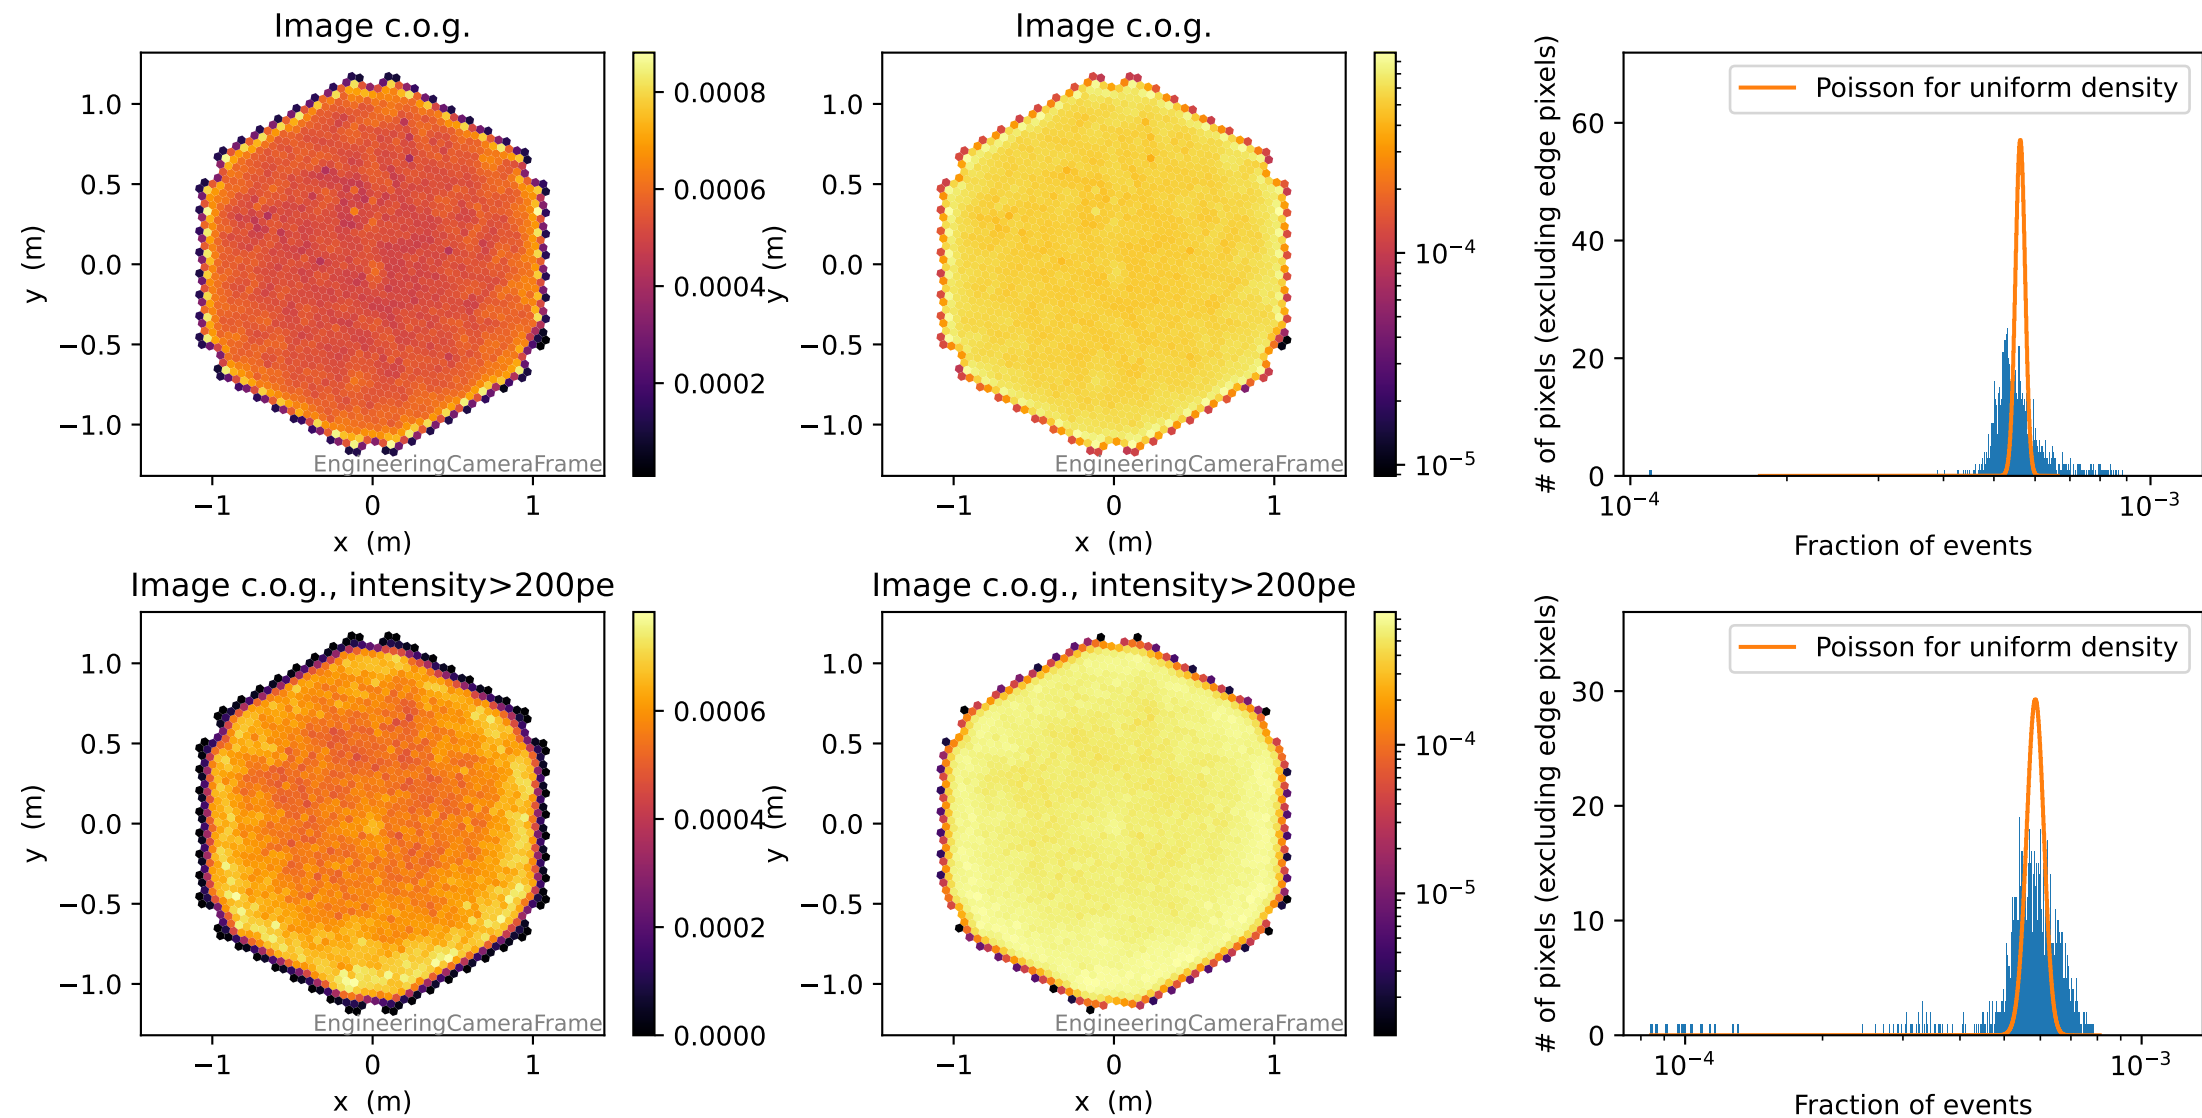 Image c.o.g.
1.0
0.5
0.0
−0.5
−1.0
y (m)
−1
0
1
x (m)
EngineeringCameraFrame
0.0008
0.0006
0.0004
0.0002
Image c.o.g.
1.0
0.5
0.0
−0.5
−1.0
y (m)
−1
0
1
x (m)
EngineeringCameraFrame
10⁻⁴
10⁻⁵
Poisson for uniform density
# of pixels (excluding edge pixels)
60
40
20
0
10⁻⁴
10⁻³
Fraction of events
Image c.o.g., intensity>200pe
1.0
0.5
0.0
−0.5
−1.0
y (m)
−1
0
1
x (m)
EngineeringCameraFrame
0.0006
0.0004
0.0002
0.0000
Image c.o.g., intensity>200pe
1.0
0.5
0.0
−0.5
−1.0
y (m)
−1
0
1
x (m)
EngineeringCameraFrame
10⁻⁴
10⁻⁵
Poisson for uniform density
# of pixels (excluding edge pixels)
30
20
10
0
10⁻⁴
10⁻³
Fraction of events